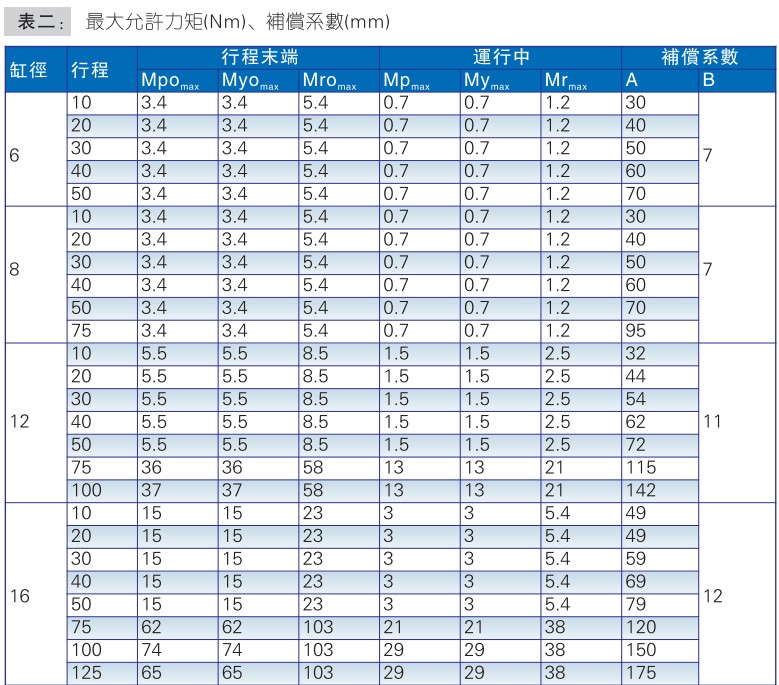 表二： 最大允許力矩(Nm)、補償系數(mm)
缸徑 行程 行程末端 運行中 補償系數
Mpomax Myomax Mromax Mpmax Mymax Mrmax A B
6 7
10 3.4 3.4 5.4 0.7 0.7 1.2 30
20 3.4 3.4 5.4 0.7 0.7 1.2 40
30 3.4 3.4 5.4 0.7 0.7 1.2 50
40 3.4 3.4 5.4 0.7 0.7 1.2 60
50 3.4 3.4 5.4 0.7 0.7 1.2 70
8 7
10 3.4 3.4 5.4 0.7 0.7 1.2 30
20 3.4 3.4 5.4 0.7 0.7 1.2 40
30 3.4 3.4 5.4 0.7 0.7 1.2 50
40 3.4 3.4 5.4 0.7 0.7 1.2 60
50 3.4 3.4 5.4 0.7 0.7 1.2 70
75 3.4 3.4 5.4 0.7 0.7 1.2 95
12 11
10 5.5 5.5 8.5 1.5 1.5 2.5 32
20 5.5 5.5 8.5 1.5 1.5 2.5 44
30 5.5 5.5 8.5 1.5 1.5 2.5 54
40 5.5 5.5 8.5 1.5 1.5 2.5 62
50 5.5 5.5 8.5 1.5 1.5 2.5 72
75 36 36 58 13 13 21 115
100 37 37 58 13 13 21 142
16 12
10 15 15 23 3 3 5.4 49
20 15 15 23 3 3 5.4 49
30 15 15 23 3 3 5.4 59
40 15 15 23 3 3 5.4 69
50 15 15 23 3 3 5.4 79
75 62 62 103 21 21 38 120
100 74 74 103 29 29 38 150
125 65 65 103 29 29 38 175